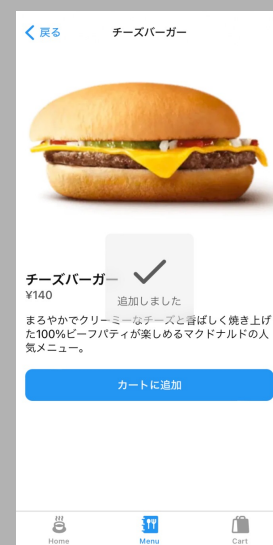 戻る
チーズバーガー
チーズバーガー
¥140
追加しました
まろやかでクリーミーなチーズと香ばしく焼き上げ
た100%ビーフパティが楽しめるマクドナルドの人
気メニュー。
カートに追加
Home
Menu
Cart